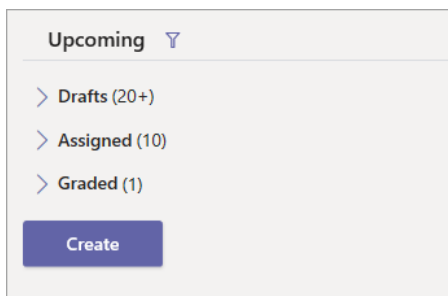 Upcoming
Drafts (20+)
Assigned (10)
Graded (1)
Create